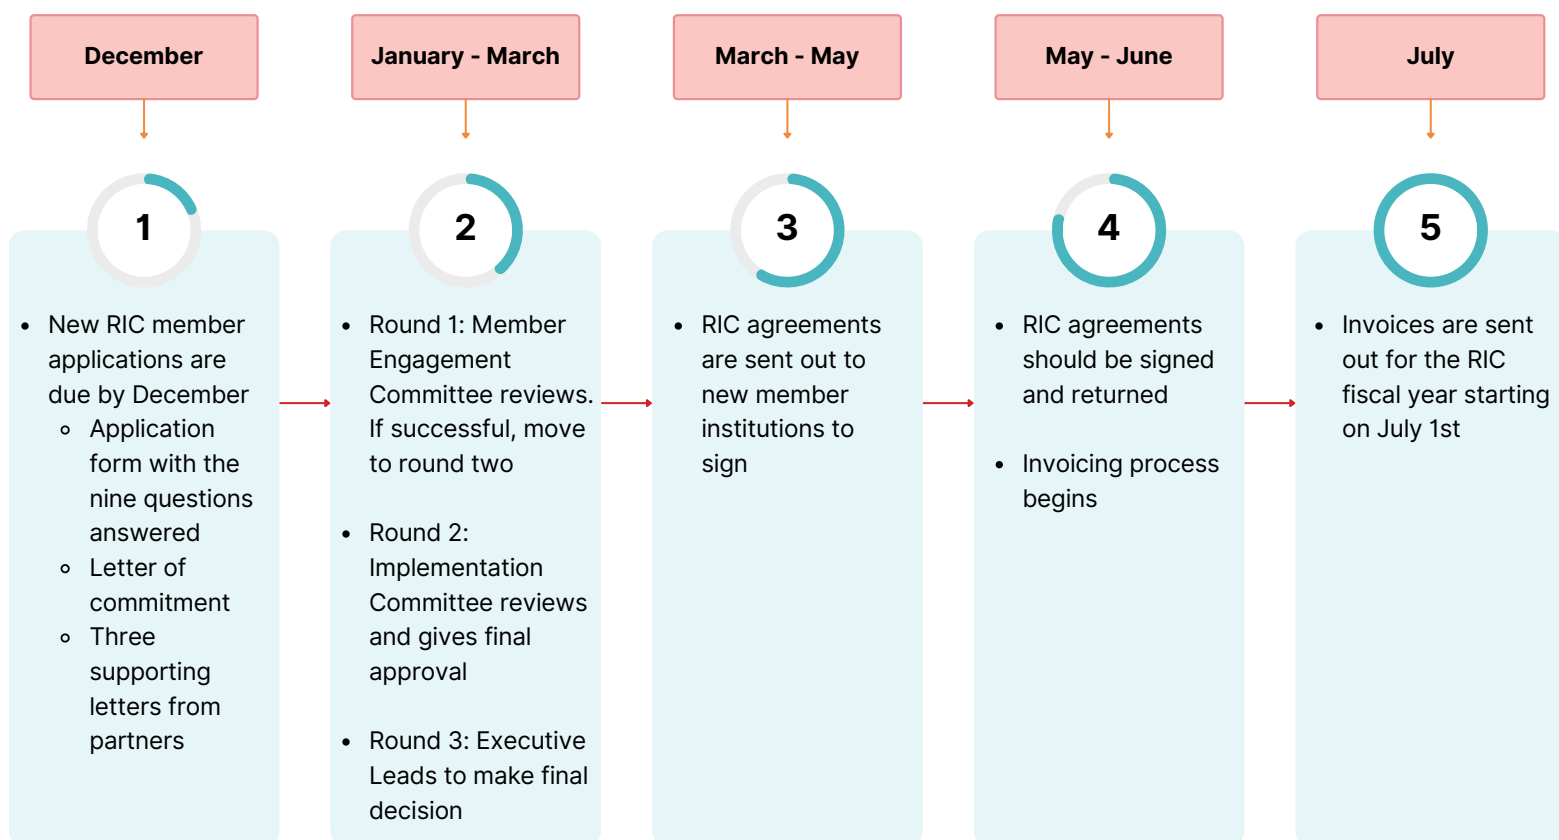 December
January - March
March - May
May - June
July
1
2
3
4
5
• New RIC member
applications are
due by December
◦ Application
form with the
nine questions
answered
◦ Letter of
commitment
◦ Three
supporting
letters from
partners
• Round 1: Member
Engagement
Committee reviews.
If successful, move
to round two
• Round 2:
Implementation
Committee reviews
and gives final
approval
• Round 3: Executive
Leads to make final
decision
• RIC agreements
are sent out to
new member
institutions to
sign
• RIC agreements
should be signed
and returned
• Invoicing process
begins
• Invoices are sent
out for the RIC
fiscal year starting
on July 1st